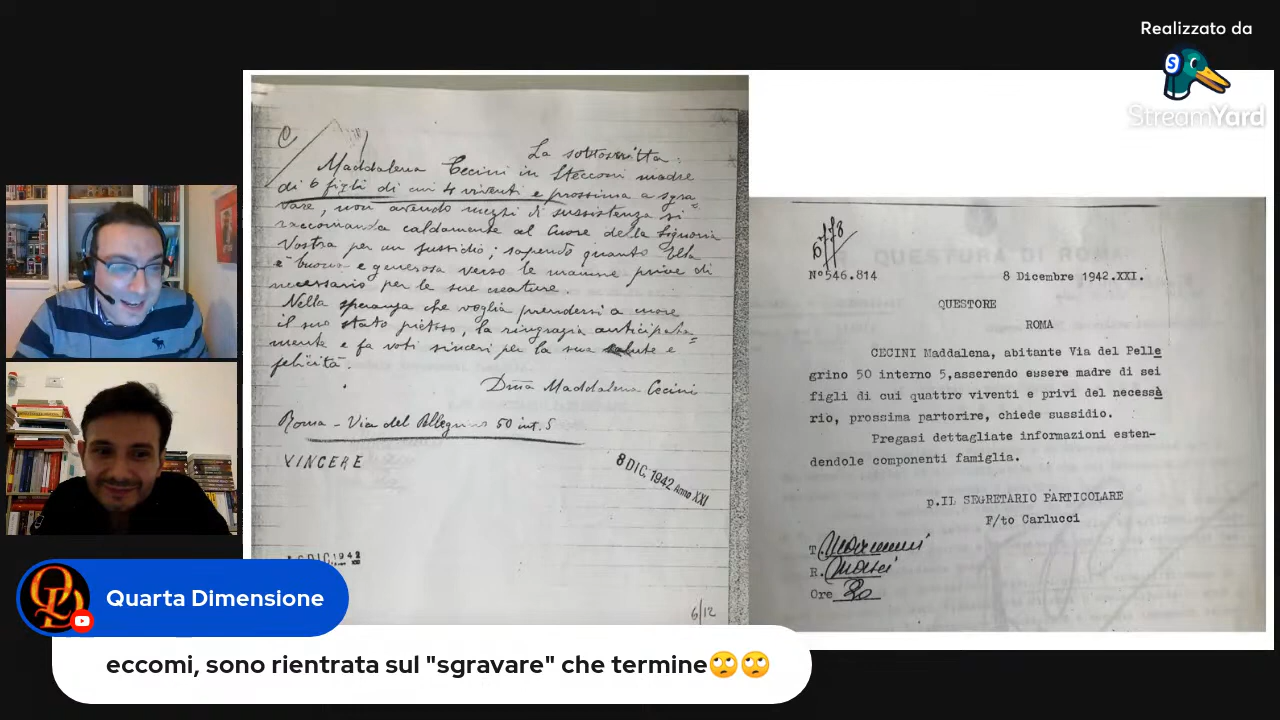 Realizzato da
StreamYard
La sottoscritta:
Maddalena Cecini in Stecconi madre
di 6 figli di cui 4 viventi e prossima a sgra=
vare, non avendo mezzi di sussistenza si
raccomanda caldamente al Cuore della Signoria
Vostra per un sussidio; sapendo quanto Ella
è buona e generosa verso le mamme prive di
necessario per le sue creature.
Nella speranza che voglia prendersi a cuore
il suo stato pietoso, la ringrazia anticipata=
mente e fa voti sinceri per la sua salute e
felicità.
Maddalena Cecini
Roma - Via del Pellegrino 50 int. 5
VINCERE
8 DIC. 1942 Anno XXI
DIC 1942
6/12
QUESTURA DI ROMA
N°546.814 8 Dicembre 1942.XXI.
QUESTORE
ROMA
CECINI Maddalena, abitante Via del Pelle
grino 50 interno 5,asserendo essere madre di sei
figli di cui quattro viventi e privi del necessà
rio, prossima partorire, chiede sussidio.
Pregasi dettagliate informazioni esten-
dendole componenti famiglia.
p.IL SEGRETARIO PARTICOLARE
F/to Carlucci
T.
R.
Ore
Quarta Dimensione
eccomi, sono rientrata sul "sgravare" che termine🙄🙄